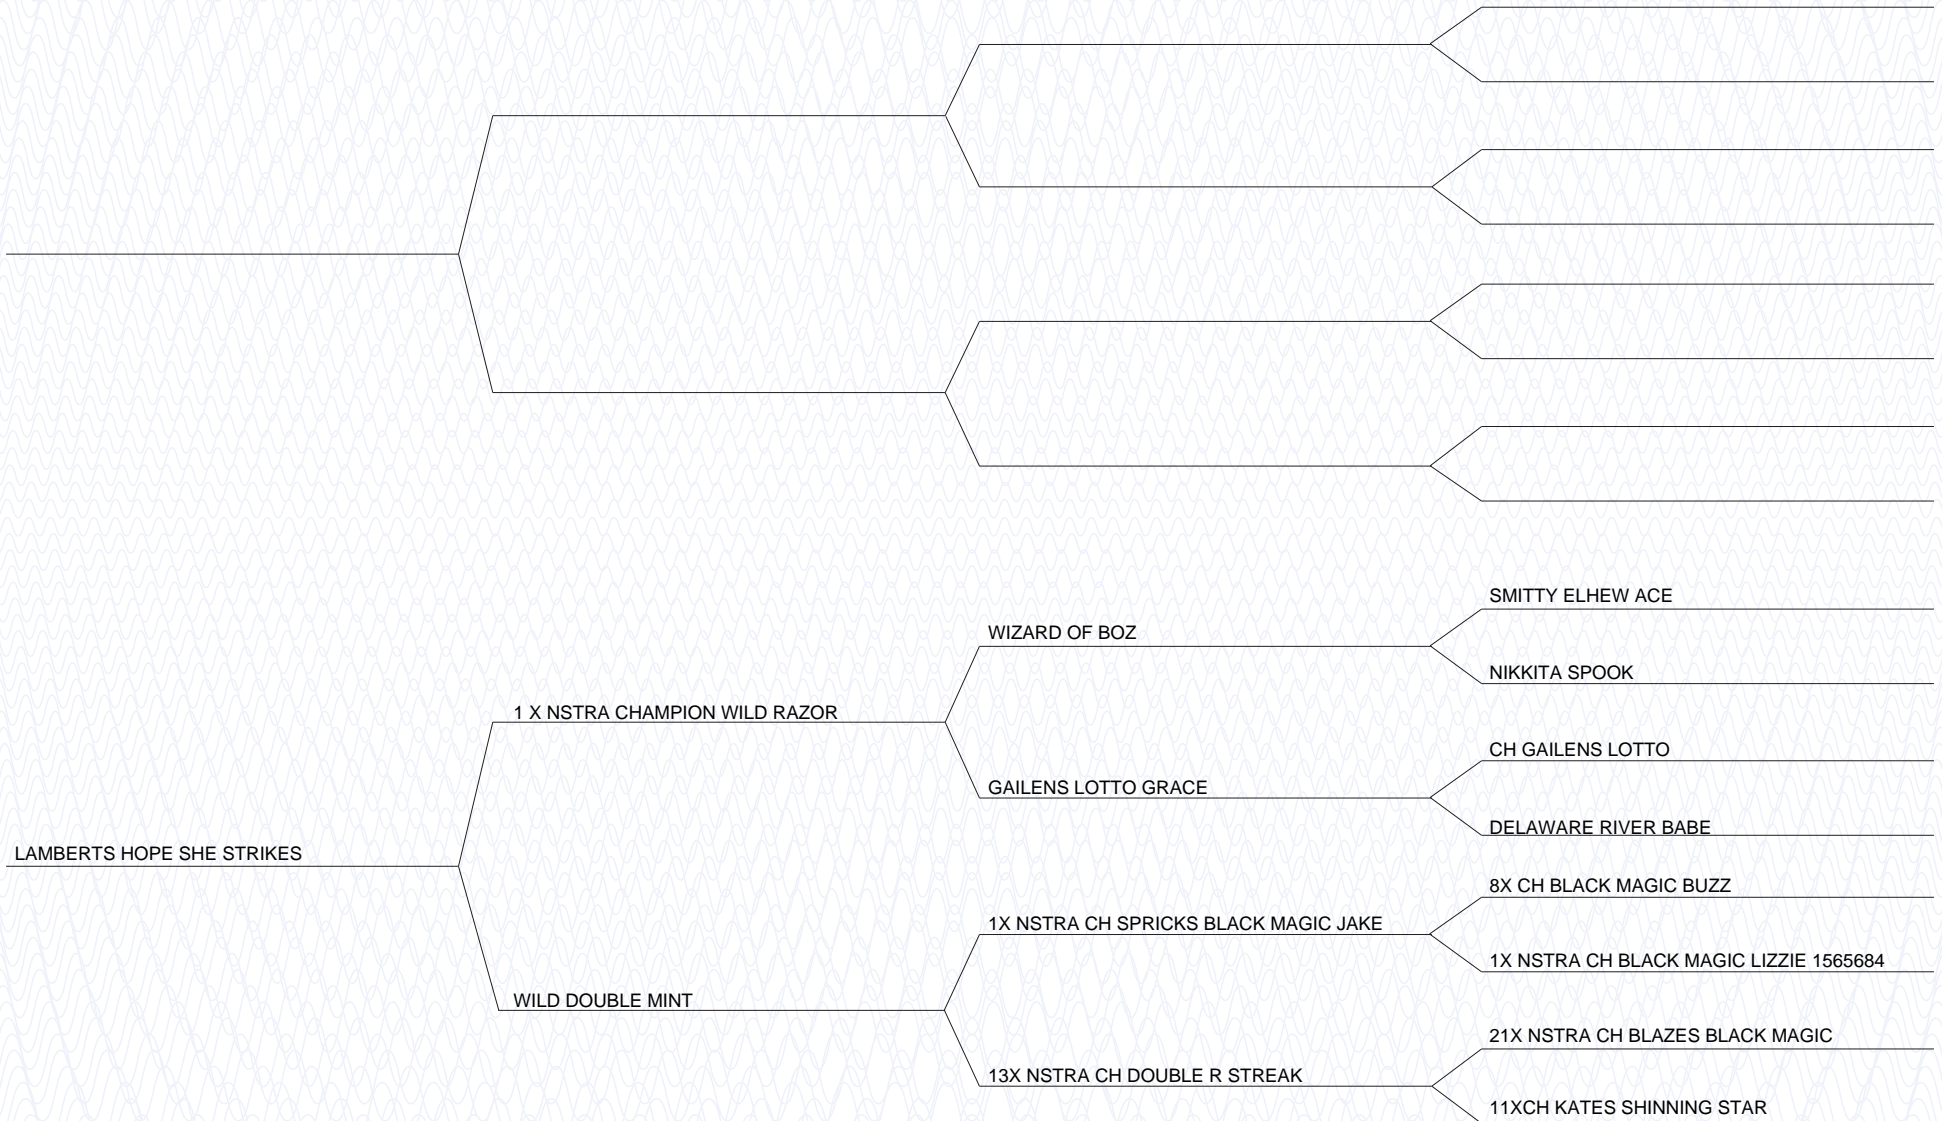 SMITTY ELHEW ACE
WIZARD OF BOZ
NIKKITA SPOOK
1 X NSTRA CHAMPION WILD RAZOR
CH GAILENS LOTTO
GAILENS LOTTO GRACE
DELAWARE RIVER BABE
LAMBERTS HOPE SHE STRIKES
8X CH BLACK MAGIC BUZZ
1X NSTRA CH SPRICKS BLACK MAGIC JAKE
1X NSTRA CH BLACK MAGIC LIZZIE 1565684
WILD DOUBLE MINT
21X NSTRA CH BLAZES BLACK MAGIC
13X NSTRA CH DOUBLE R STREAK
11XCH KATES SHINNING STAR